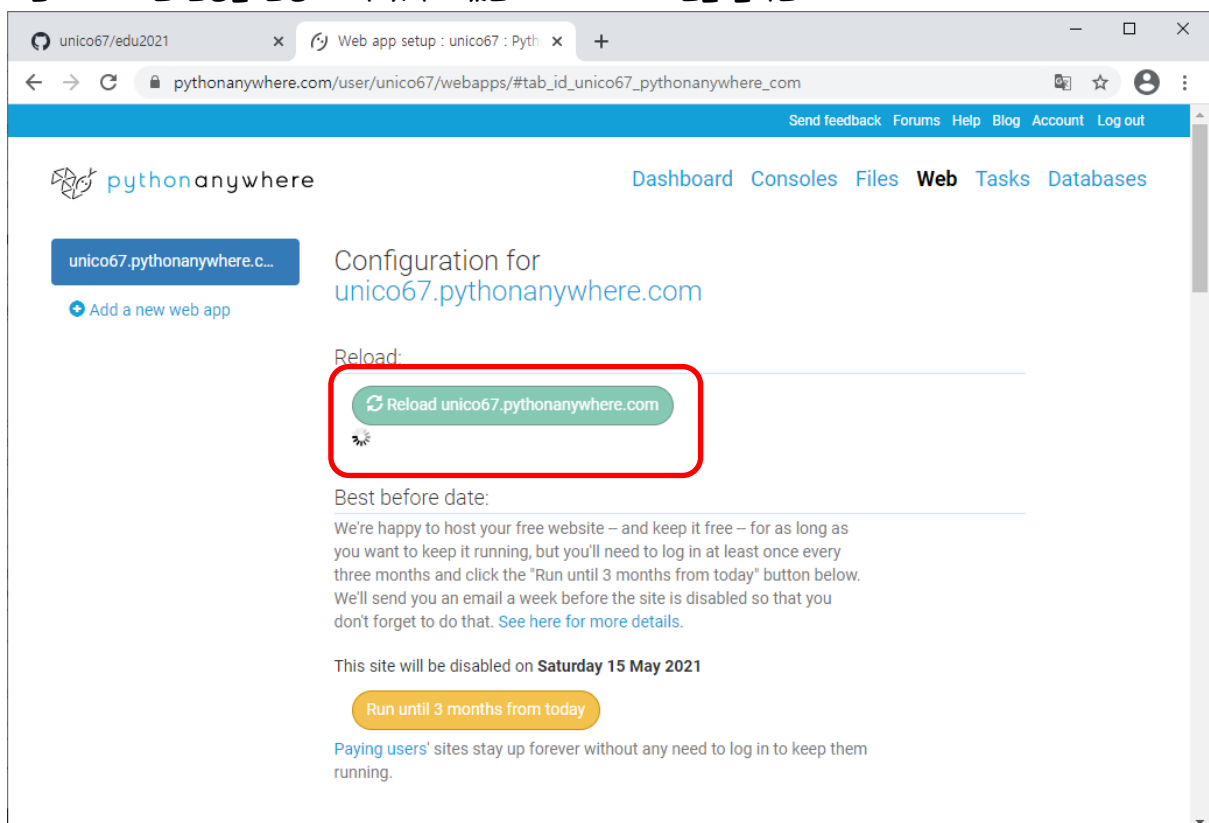 unico67/edu2021
Web app setup : unico67 : Pyth
pythonanywhere.com/user/unico67/webapps/#tab_id_unico67_pythonanywhere_com
Send feedback Forums Help Blog Account Log out
pythonanywhere
Dashboard Consoles Files Web Tasks Databases
unico67.pythonanywhere.c...
Add a new web app
Configuration for
unico67.pythonanywhere.com
Reload:
Reload unico67.pythonanywhere.com
Best before date:
We're happy to host your free website – and keep it free – for as long as
you want to keep it running, but you'll need to log in at least once every
three months and click the "Run until 3 months from today" button below.
We'll send you an email a week before the site is disabled so that you
don't forget to do that. See here for more details.
This site will be disabled on Saturday 15 May 2021
Run until 3 months from today
Paying users' sites stay up forever without any need to log in to keep them
running.